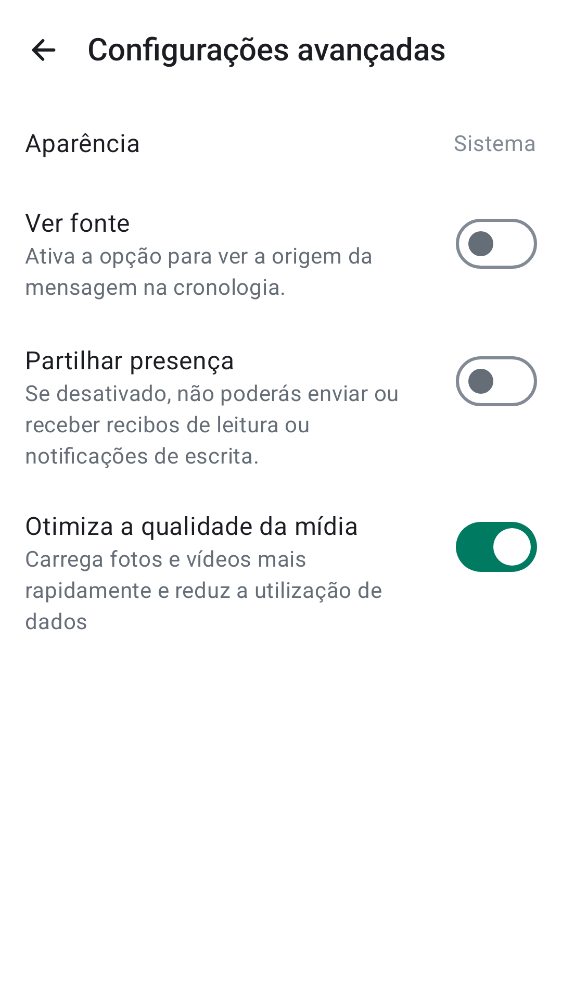 Configurações avançadas
Aparência
Sistema
Ver fonte
Ativa a opção para ver a origem da
mensagem na cronologia.
Partilhar presença
Se desativado, não poderás enviar ou
receber recibos de leitura ou
notificações de escrita.
Otimiza a qualidade da mídia
Carrega fotos e vídeos mais
rapidamente e reduz a utilização de
dados